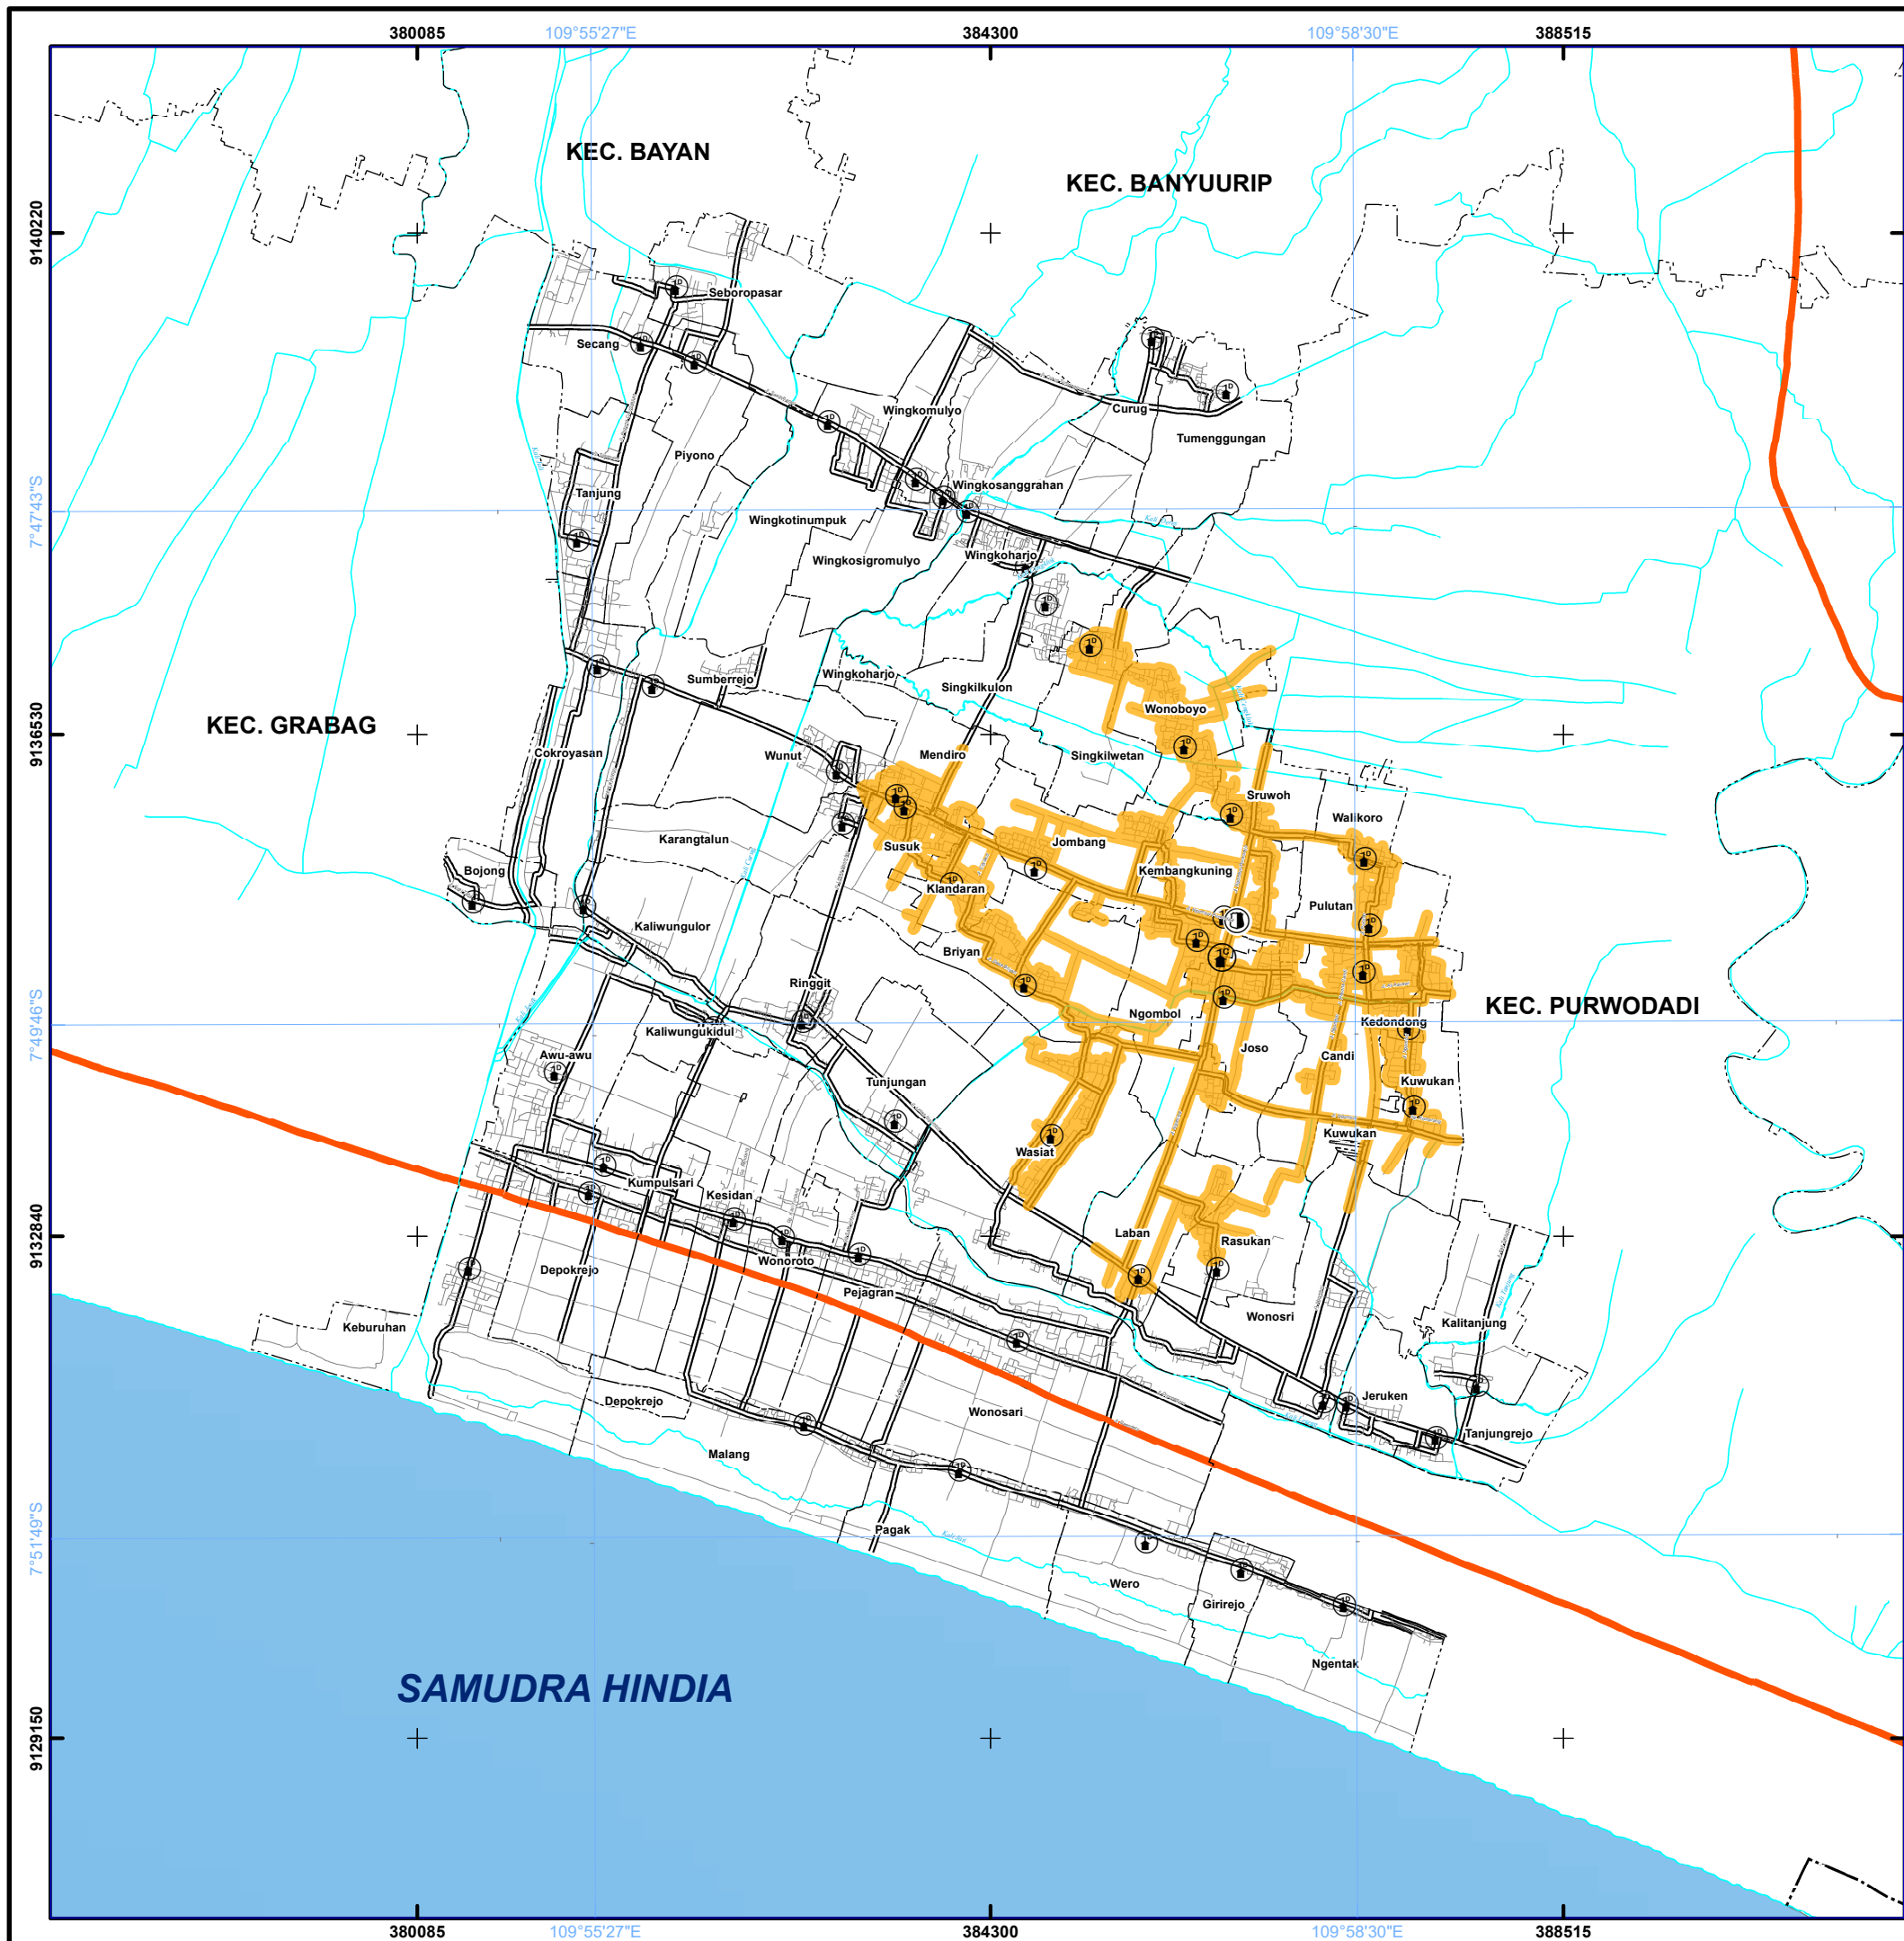 380085
109°55'27"E
384300
109°58'30"E
388515
KEC. BAYAN
KEC. BANYUURIP
9140220
Seboropasar
Secang
Wingkomulyo
Curug
Tumenggungan
Piyono
Tanjung
Wingkosanggrahan
7°47'43"S
Wingkotinumpuk
Wingkosigromulyo
Wingkoharjo
Sumberrejo
Wingkoharjo
Singkilkulon
Wonoboyo
KEC. GRABAG
9136530
Cokroyasan
Wunut
Mendiro
Singkilwetan
Sruwoh
Walikoro
Karangtalun
Susuk
Jombang
Bojong
Klandaran
Kembangkuning
Pulutan
Kaliwungulor
Briyan
Ringgit
Ngombol
KEC. PURWODADI
7°49'46"S
Kaliwungukidul
Kedondong
Awu-awu
Joso
Candi
Tunjungan
Kuwukan
Wasiat
Kuwukan
Kumpulsari
Kesidan
9132840
Laban
Rasukan
Depokrejo
Wonoroto
Pejagran
Wonosri
Keburuhan
Kalitanjung
Depokrejo
Wonosari
Jeruken
Tanjungrejo
Malang
7°51'49"S
Pagak
Wero
Girirejo
Ngentak
SAMUDRA HINDIA
9129150
380085
109°55'27"E
384300
109°58'30"E
388515